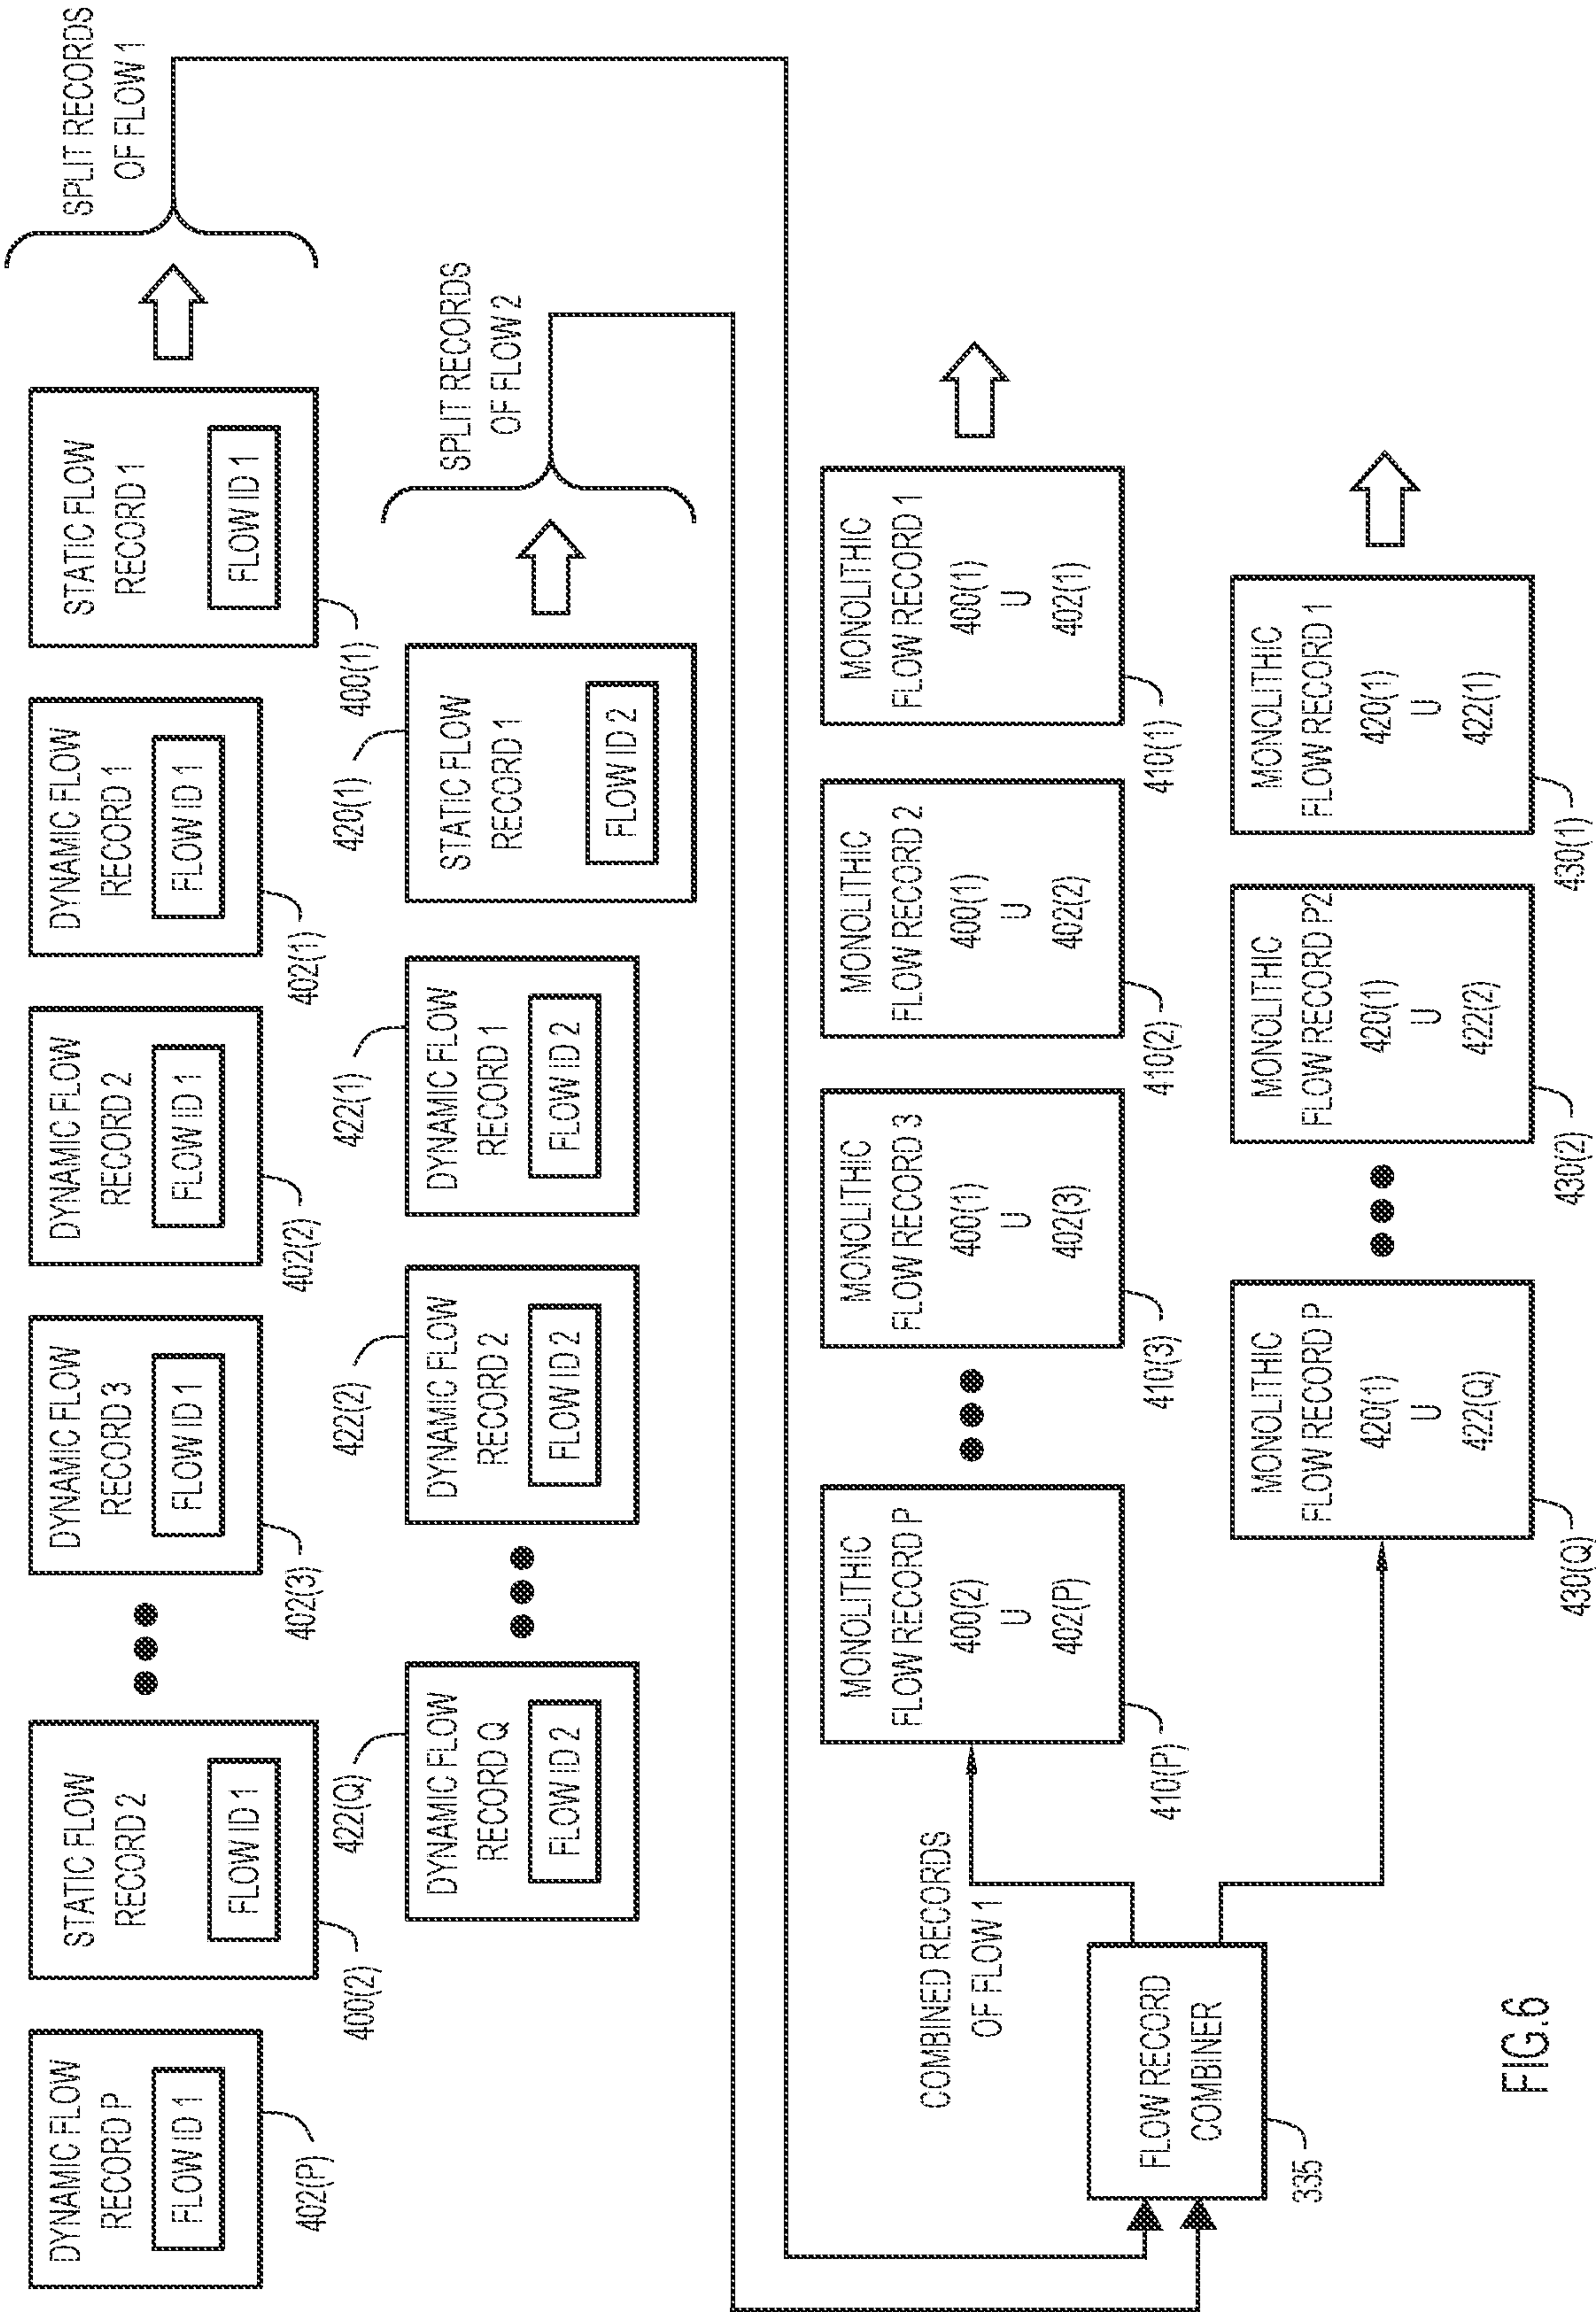 DYNAMIC FLOW
RECORD P
FLOW ID 1
402(P)
STATIC FLOW
RECORD 2
FLOW ID 1
400(2)
DYNAMIC FLOW
RECORD 3
FLOW ID 1
402(3)
DYNAMIC FLOW
RECORD 2
FLOW ID 1
402(2)
DYNAMIC FLOW
RECORD 1
FLOW ID 1
402(1)
STATIC FLOW
RECORD 1
FLOW ID 1
400(1)
SPLIT RECORDS
OF FLOW 1
422(Q)
DYNAMIC FLOW
RECORD Q
FLOW ID 2
422(2)
DYNAMIC FLOW
RECORD 2
FLOW ID 2
422(1)
DYNAMIC FLOW
RECORD 1
FLOW ID 2
420(1)
STATIC FLOW
RECORD 1
FLOW ID 2
SPLIT RECORDS
OF FLOW 2
FLOW RECORD
COMBINER
335
COMBINED RECORDS
OF FLOW 1
MONOLITHIC
FLOW RECORD P
400(2)
U
402(P)
410(P)
MONOLITHIC
FLOW RECORD 3
400(1)
U
402(3)
410(3)
MONOLITHIC
FLOW RECORD 2
400(1)
U
402(2)
410(2)
MONOLITHIC
FLOW RECORD 1
400(1)
U
402(1)
410(1)
MONOLITHIC
FLOW RECORD P
420(1)
U
422(Q)
430(Q)
MONOLITHIC
FLOW RECORD P2
420(1)
U
422(2)
430(2)
MONOLITHIC
FLOW RECORD 1
420(1)
U
422(1)
430(1)
FIG.6